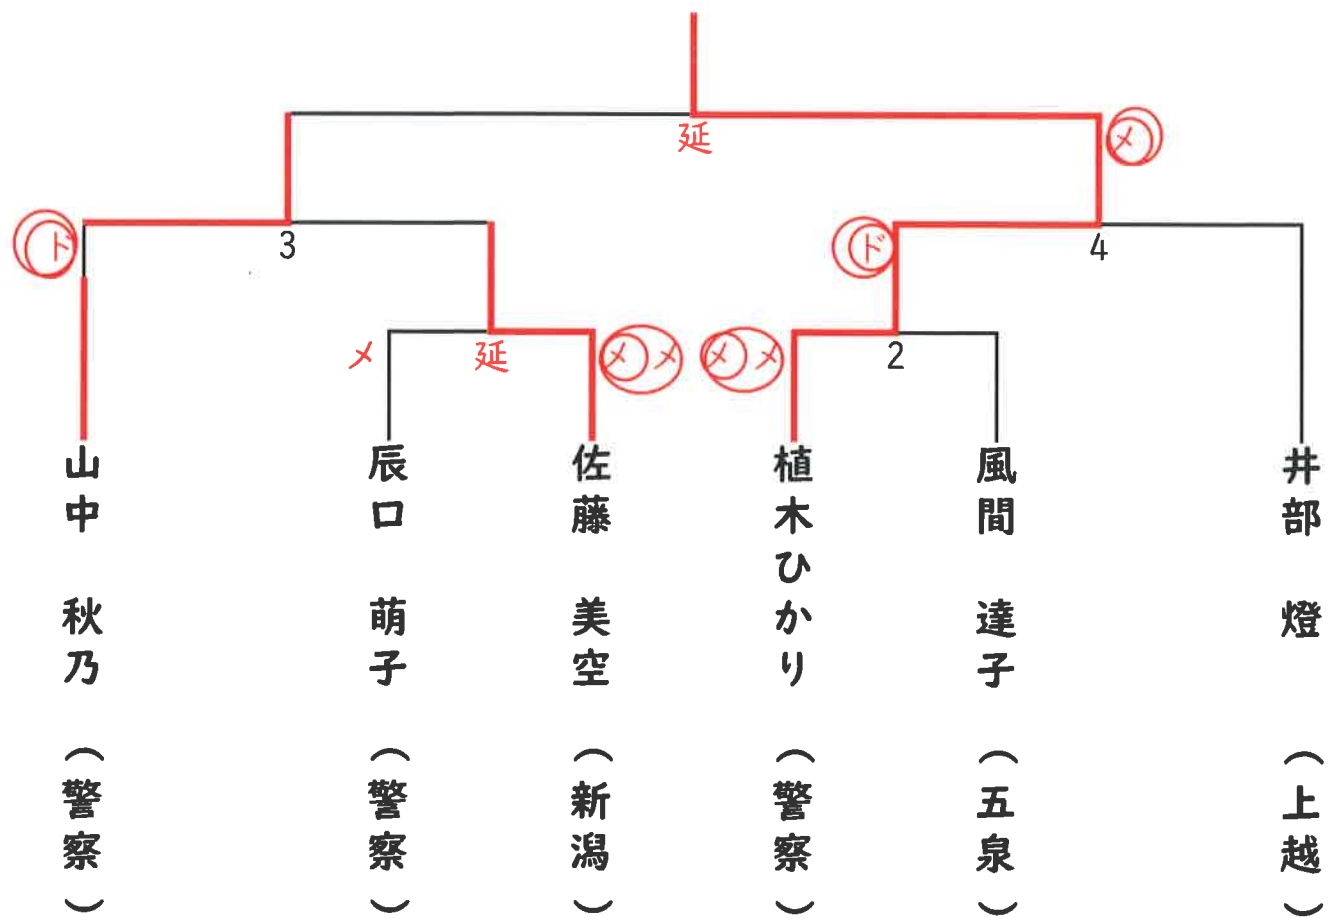 延
メ
ド
3
ド
4
メ
延
メメ
メメ
2
山中 秋乃 (警察)
辰口 萌子 (警察)
佐藤 美空 (新潟)
植木ひかり (警察)
風間 達子 (五泉)
井部 燈 (上越)